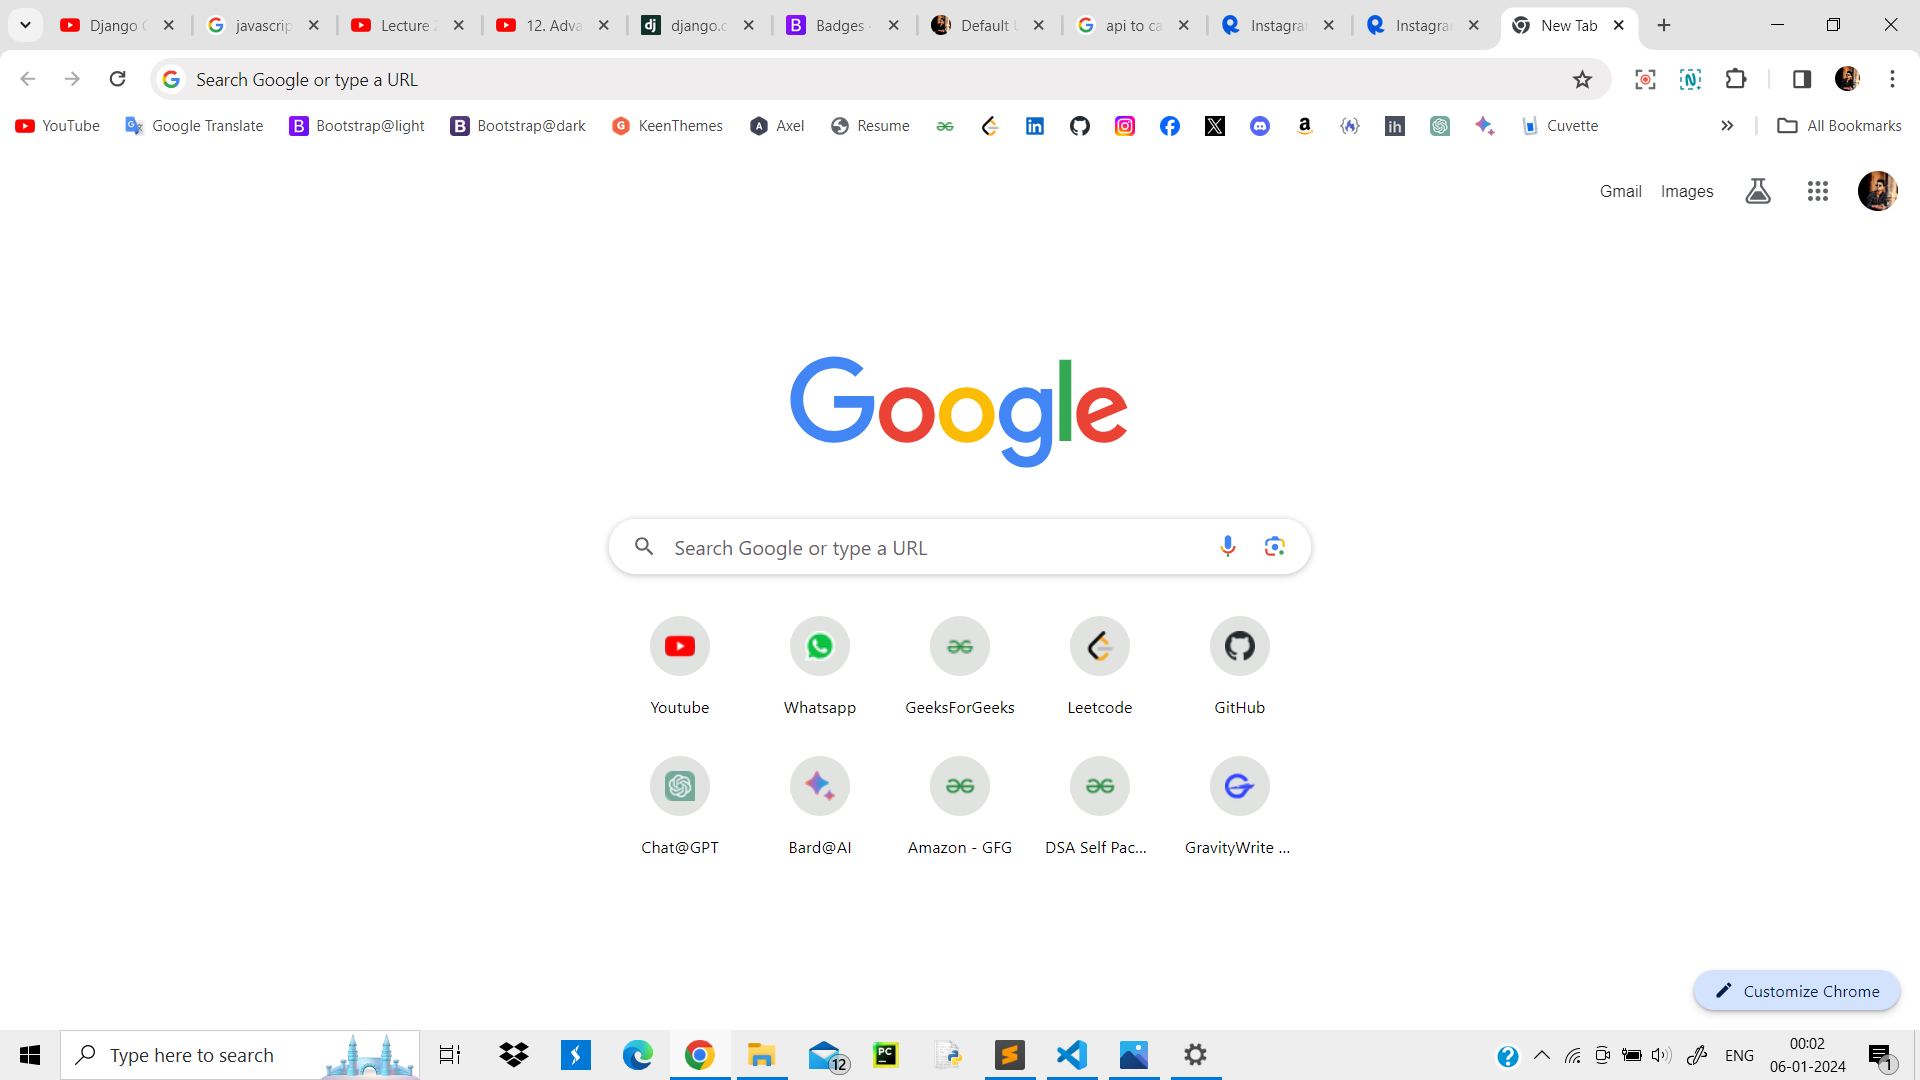 Django C
javascrip
Lecture 2
12. Adva
django.c
Badges ·
Default U
api to ca
Instagrar
Instagrar
New Tab
Search Google or type a URL
YouTube
Google Translate
Bootstrap@light
Bootstrap@dark
KeenThemes
Axel
Resume
Cuvette
All Bookmarks
Gmail Images
Google
Search Google or type a URL
Youtube
Whatsapp
GeeksForGeeks
Leetcode
GitHub
Chat@GPT
Bard@AI
Amazon - GFG
DSA Self Pac...
GravityWrite ...
Customize Chrome
Type here to search
12
ENG
00:02
06-01-2024
1